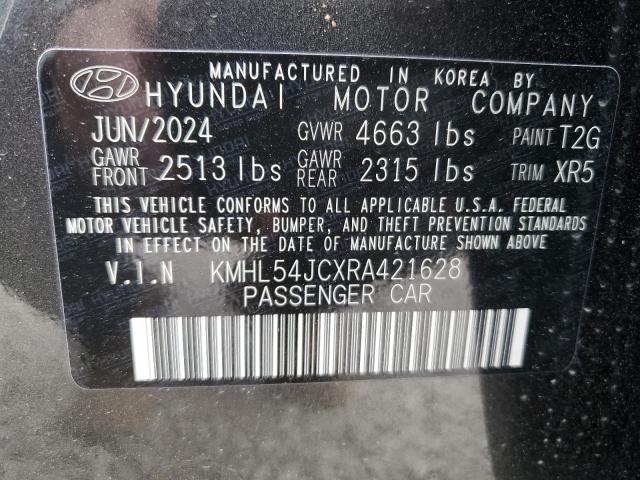 MANUFACTURED IN KOREA BY
HYUNDAI MOTOR COMPANY
JUN/2024 GVWR 4663 lbs PAINT T2G
GAWR FRONT 2513 lbs GAWR REAR 2315 lbs TRIM XR5
THIS VEHICLE CONFORMS TO ALL APPLICABLE U.S.A. FEDERAL
MOTOR VEHICLE SAFETY, BUMPER, AND THEFT PREVENTION STANDARDS
IN EFFECT ON THE DATE OF MANUFACTURE SHOWN ABOVE
V.I.N KMHL54JCXRA421628
PASSENGER CAR